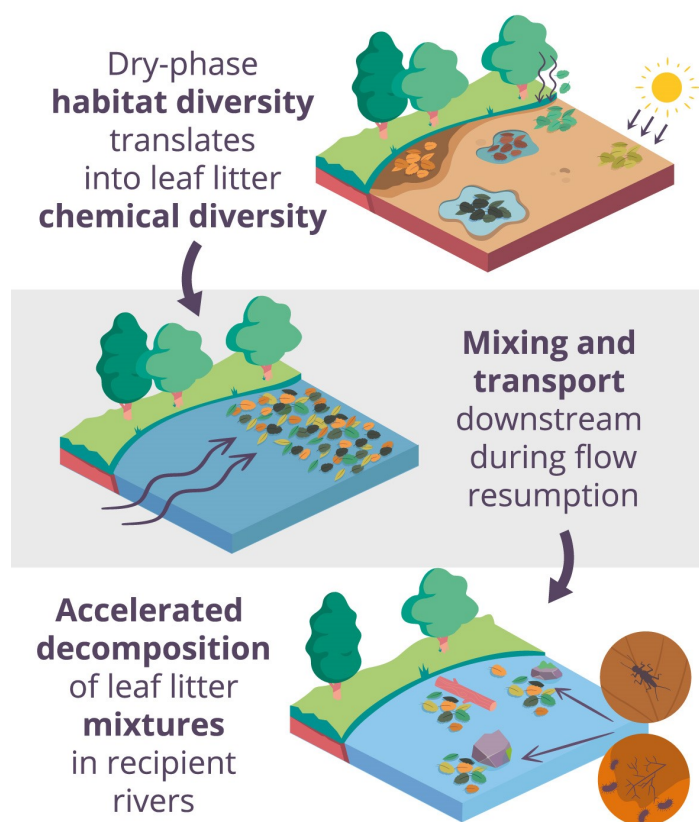 Dry-phase
habitat diversity
translates
into leaf litter
chemical diversity
Mixing and
transport
downstream
during flow
resumption
Accelerated
decomposition
of leaf litter
mixtures
in recipient
rivers